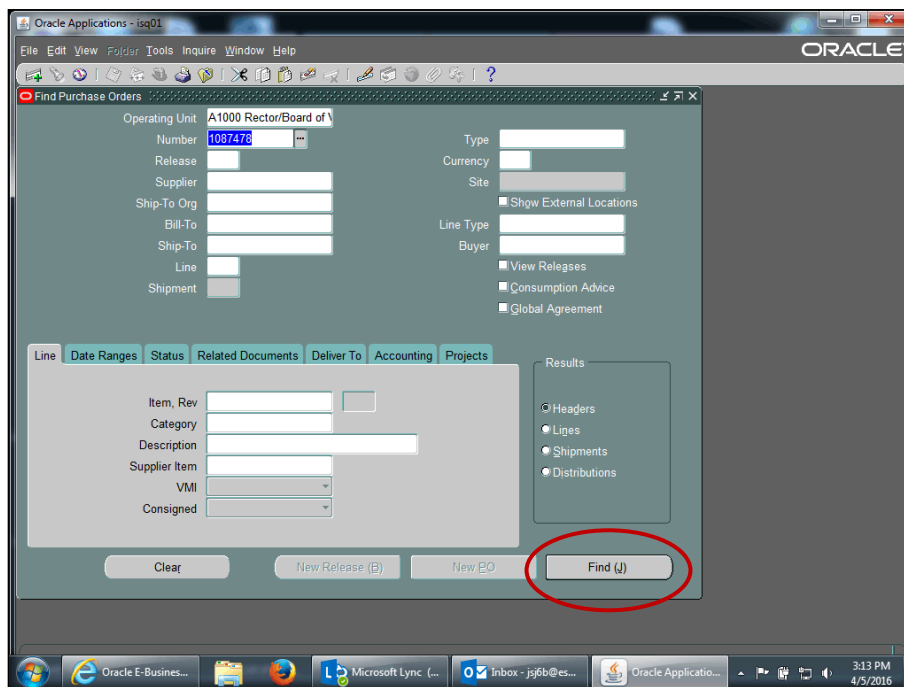 Oracle Applications - isq01
File Edit View Folder Tools Inquire Window Help
ORACLE
Find Purchase Orders
Operating Unit A1000 Rector/Board of V
Number 1087478 ...
Type
Release
Currency
Supplier
Site
Ship-To Org
Show External Locations
Bill-To
Line Type
Ship-To
Buyer
Line
View Releases
Shipment
Consumption Advice
Global Agreement
Line Date Ranges Status Related Documents Deliver To Accounting Projects
Results
Item, Rev
Headers
Category
Lines
Description
Shipments
Supplier Item
Distributions
VMI
Consigned
Clear New Release (B) New PO Find (J)
Oracle E-Busines... Microsoft Lync (... Inbox - jsj6b@es... Oracle Applicatio... 3:13 PM
4/5/2016